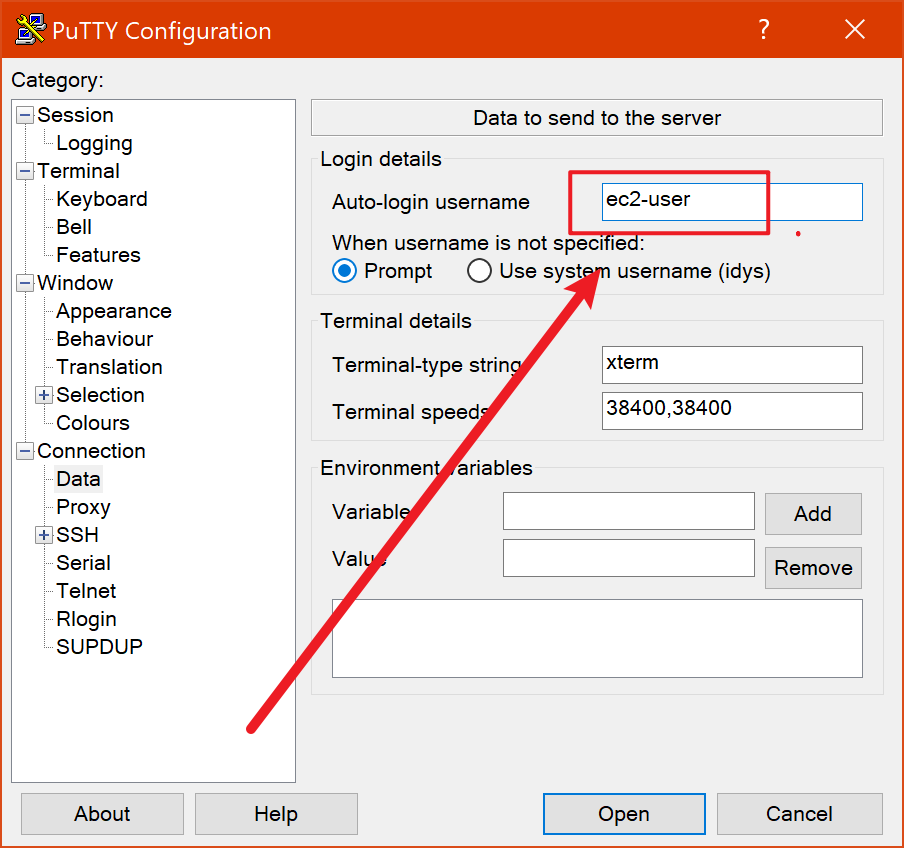 PuTTY Configuration
?
Category:
Session
Logging
Terminal
Keyboard
Bell
Features
Window
Appearance
Behaviour
Translation
Selection
Colours
Connection
Data
Proxy
SSH
Serial
Telnet
Rlogin
SUPDUP
Data to send to the server
Login details
Auto-login username ec2-user
When username is not specified:
Prompt Use system username (idys)
Terminal details
Terminal-type string xterm
Terminal speeds 38400,38400
Environment variables
Variable Add
Value Remove
About Help Open Cancel